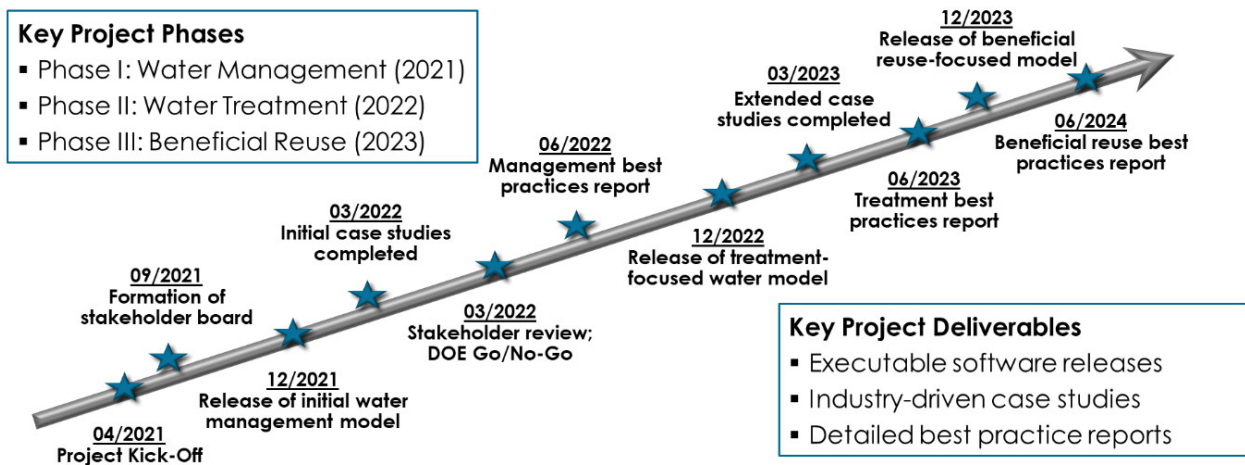 Key Project Phases
▪ Phase I: Water Management (2021)
▪ Phase II: Water Treatment (2022)
▪ Phase III: Beneficial Reuse (2023)
04/2021
Project Kick-Off
09/2021
Formation of
stakeholder board
12/2021
Release of initial water
management model
03/2022
Initial case studies
completed
03/2022
Stakeholder review;
DOE Go/No-Go
06/2022
Management best
practices report
12/2022
Release of treatment-
focused water model
03/2023
Extended case
studies completed
06/2023
Treatment best
practices report
12/2023
Release of beneficial
reuse-focused model
06/2024
Beneficial reuse best
practices report
Key Project Deliverables
▪ Executable software releases
▪ Industry-driven case studies
▪ Detailed best practice reports